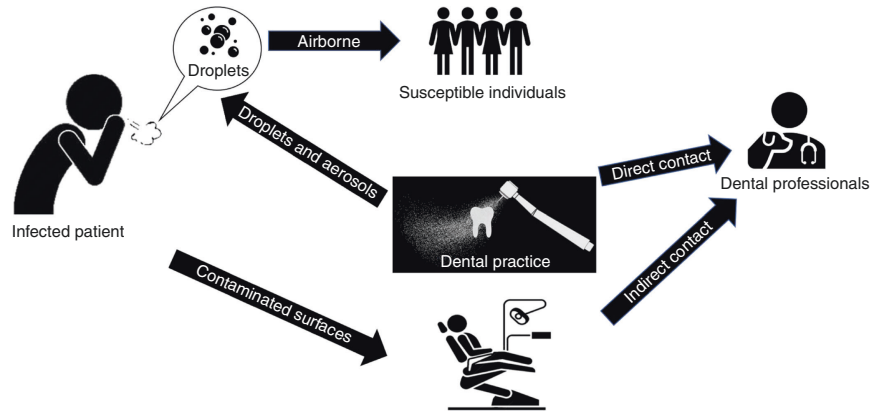 Droplets
Airborne
Susceptible individuals
Droplets and aerosols
Direct contact
Dental professionals
Infected patient
Dental practice
Indirect contact
Contaminated surfaces